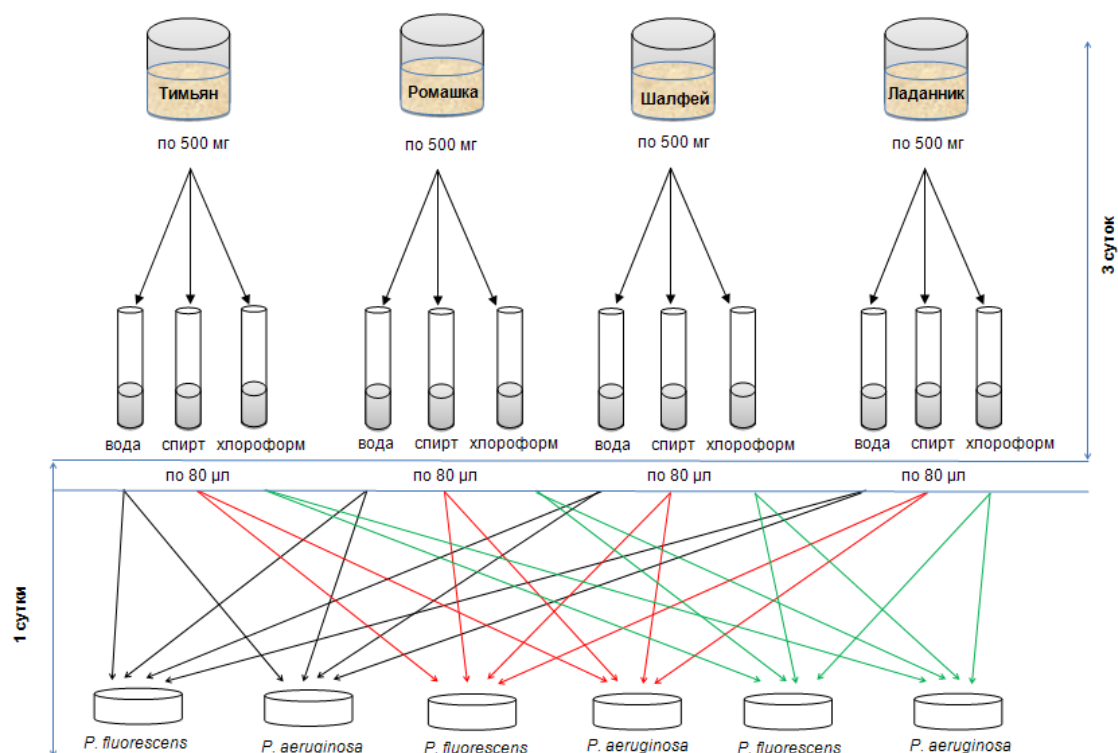 Тимьян
Ромашка
Шалфей
Ладанник
по 500 мг
по 500 мг
по 500 мг
по 500 мг
3 суток
вода спирт хлороформ
вода спирт хлороформ
вода спирт хлороформ
вода спирт хлороформ
по 80 μл
по 80 μл
по 80 μл
по 80 μл
1 сутки
P. fluorescens
P. aeruginosa
P. fluorescens
P. aeruginosa
P. fluorescens
P. aeruginosa